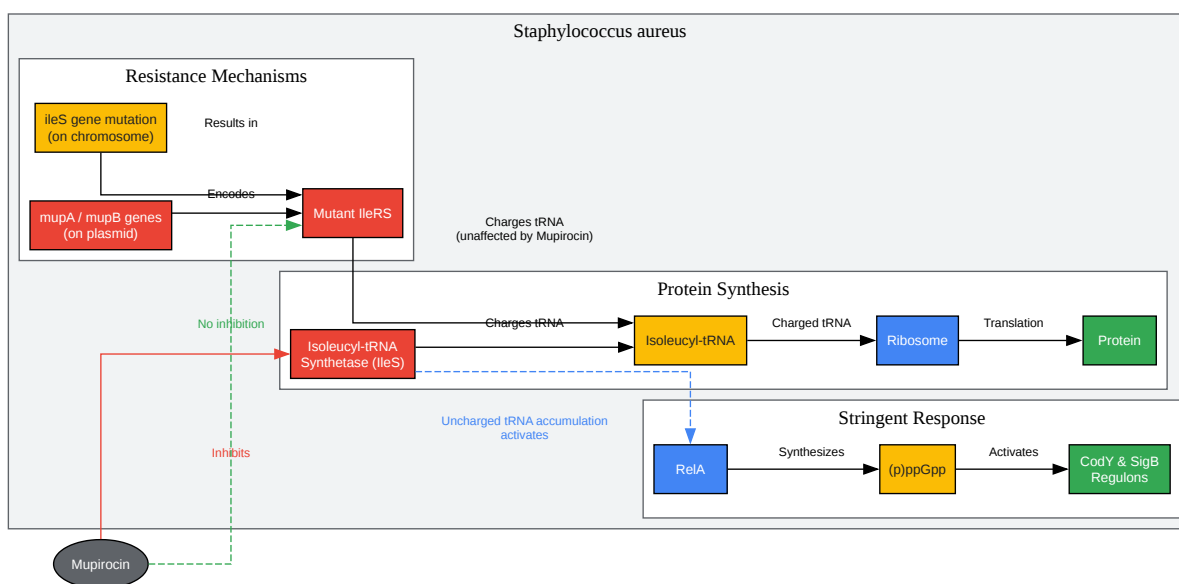 Staphylococcus aureus
Resistance Mechanisms
ileS gene mutation
(on chromosome)
Results in
Encodes
mupA / mupB genes
(on plasmid)
Mutant IleRS
Charges tRNA
(unaffected by Mupirocin)
Protein Synthesis
No inhibition
Isoleucyl-tRNA
Synthetase (IleS)
Charges tRNA
Isoleucyl-tRNA
Charged tRNA
Ribosome
Translation
Protein
Uncharged tRNA accumulation
activates
Stringent Response
Inhibits
RelA
Synthesizes
(p)ppGpp
Activates
CodY & SigB
Regulons
Mupirocin